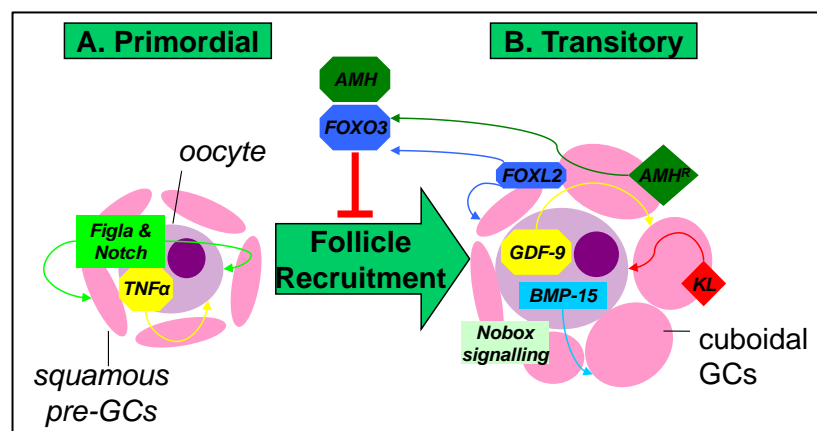 A. Primordial
B. Transitory
AMH
FOXO3
oocyte
FOXL2
AMHᴿ
Figla &
Notch
TNFα
Follicle
Recruitment
GDF-9
KL
BMP-15
Nobox
signalling
cuboidal
GCs
squamous
pre-GCs